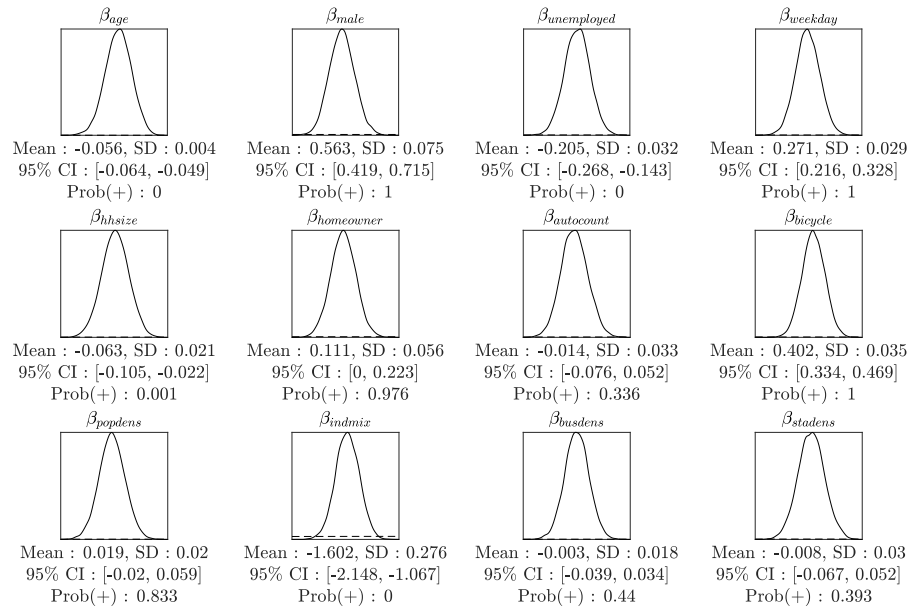 β_age β_male β_unemployed β_weekday
Mean : -0.056, SD : 0.004 Mean : 0.563, SD : 0.075 Mean : -0.205, SD : 0.032 Mean : 0.271, SD : 0.029
95% CI : [-0.064, -0.049] 95% CI : [0.419, 0.715] 95% CI : [-0.268, -0.143] 95% CI : [0.216, 0.328]
Prob(+) : 0 Prob(+) : 1 Prob(+) : 0 Prob(+) : 1
β_hhsize β_homeowner β_autocount β_bicycle
Mean : -0.063, SD : 0.021 Mean : 0.111, SD : 0.056 Mean : -0.014, SD : 0.033 Mean : 0.402, SD : 0.035
95% CI : [-0.105, -0.022] 95% CI : [0, 0.223] 95% CI : [-0.076, 0.052] 95% CI : [0.334, 0.469]
Prob(+) : 0.001 Prob(+) : 0.976 Prob(+) : 0.336 Prob(+) : 1
β_popdens β_indmix β_busdens β_stadens
Mean : 0.019, SD : 0.02 Mean : -1.602, SD : 0.276 Mean : -0.003, SD : 0.018 Mean : -0.008, SD : 0.03
95% CI : [-0.02, 0.059] 95% CI : [-2.148, -1.067] 95% CI : [-0.039, 0.034] 95% CI : [-0.067, 0.052]
Prob(+) : 0.833 Prob(+) : 0 Prob(+) : 0.44 Prob(+) : 0.393